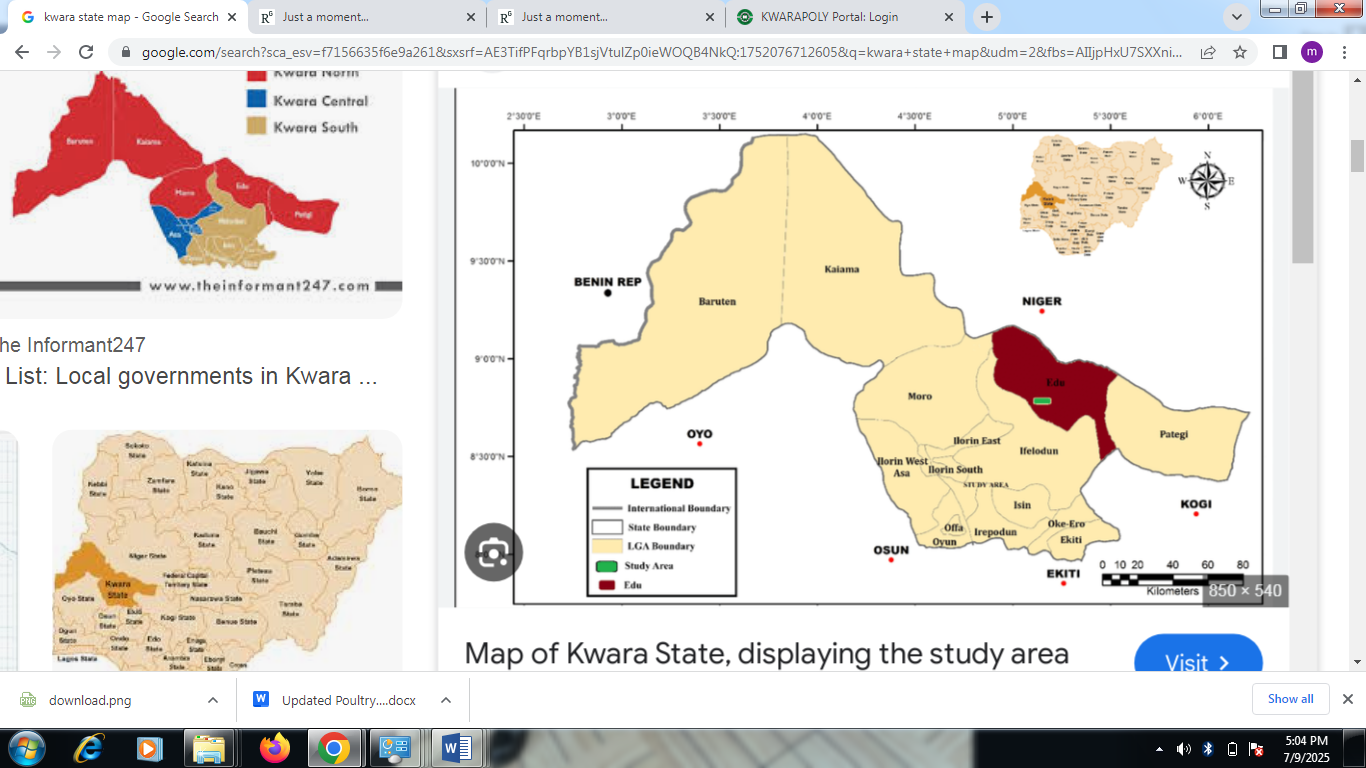 kwara state map - Google Search
Just a moment...
Just a moment...
KWARAPOLY Portal: Login
google.com/search?sca_esv=f7156635f6e9a261&sxsrf=AE3TifPFqrbpYB1sjVtulZp0ieWOQB4NkQ:1752076712605&q=kwara+state+map&udm=2&fbs=AIIjpHxU7SXXni...
m
Kwara North
Kwara Central
Kwara South
Baruten
Kaiama
Moro
Edu
Patigi
Asa
www.theinformant247.com
he Informant247
List: Local governments in Kwara ...
Sokoto State
Kebbi State
Zamfara State
Katsina State
Kano State
Jigawa State
Yobe State
Borno State
Kaduna State
Bauchi State
Gombe State
Adamawa State
Niger State
Federal Capital Territory State
Plateau State
Kwara State
Nasarawa State
Taraba State
Oyo State
Osun State
Ekiti State
Kogi State
Benue State
Ogun State
Ondo State
Edo State
Enugu State
Lagos State
Anambra State
Ebonyi State
Cross
2°30'0"E 3°0'0"E 3°30'0"E 4°0'0"E 4°30'0"E 5°0'0"E 5°30'0"E 6°0'0"E
10°0'0"N
9°30'0"N
9°0'0"N
8°30'0"N
N
W E
S
BENIN REP
Baruten
Kaiama
NIGER
Edu
Moro
Pategi
OYO
Ilorin East
Ifelodun
Ilorin West
Asa
Ilorin South
STUDY AREA
Isin
Offa
Oyun
Irepodun
Oke-Ero
Ekiti
KOGI
OSUN
EKITI
LEGEND
International Boundary
State Boundary
LGA Boundary
Study Area
Edu
0 10 20 40 60 80
Kilometers
850 × 540
Map of Kwara State, displaying the study area
Visit
download.png
Updated Poultry....docx
Show all
5:04 PM
7/9/2025